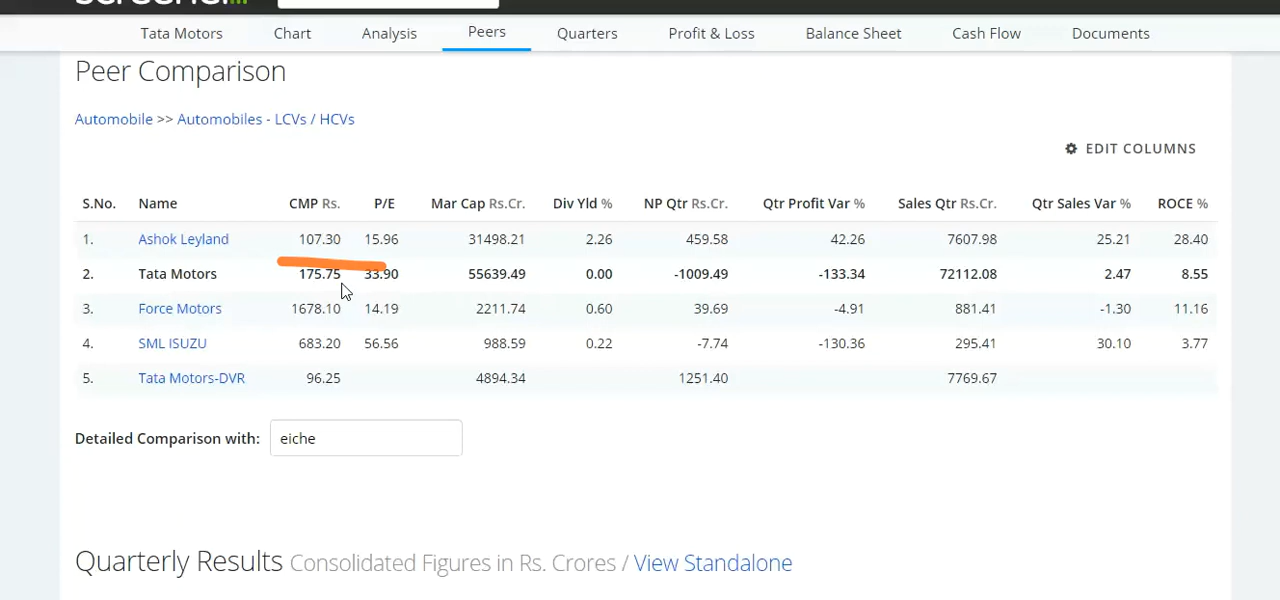 screener
Tata Motors Chart Analysis Peers Quarters Profit & Loss Balance Sheet Cash Flow Documents
Peer Comparison
Automobile >> Automobiles - LCVs / HCVs
EDIT COLUMNS
S.No. Name CMP Rs. P/E Mar Cap Rs.Cr. Div Yld % NP Qtr Rs.Cr. Qtr Profit Var % Sales Qtr Rs.Cr. Qtr Sales Var % ROCE %
1. Ashok Leyland 107.30 15.96 31498.21 2.26 459.58 42.26 7607.98 25.21 28.40
2. Tata Motors 175.75 33.90 55639.49 0.00 -1009.49 -133.34 72112.08 2.47 8.55
3. Force Motors 1678.10 14.19 2211.74 0.60 39.69 -4.91 881.41 -1.30 11.16
4. SML ISUZU 683.20 56.56 988.59 0.22 -7.74 -130.36 295.41 30.10 3.77
5. Tata Motors-DVR 96.25 4894.34 1251.40 7769.67
Detailed Comparison with: eiche
Quarterly Results Consolidated Figures in Rs. Crores / View Standalone